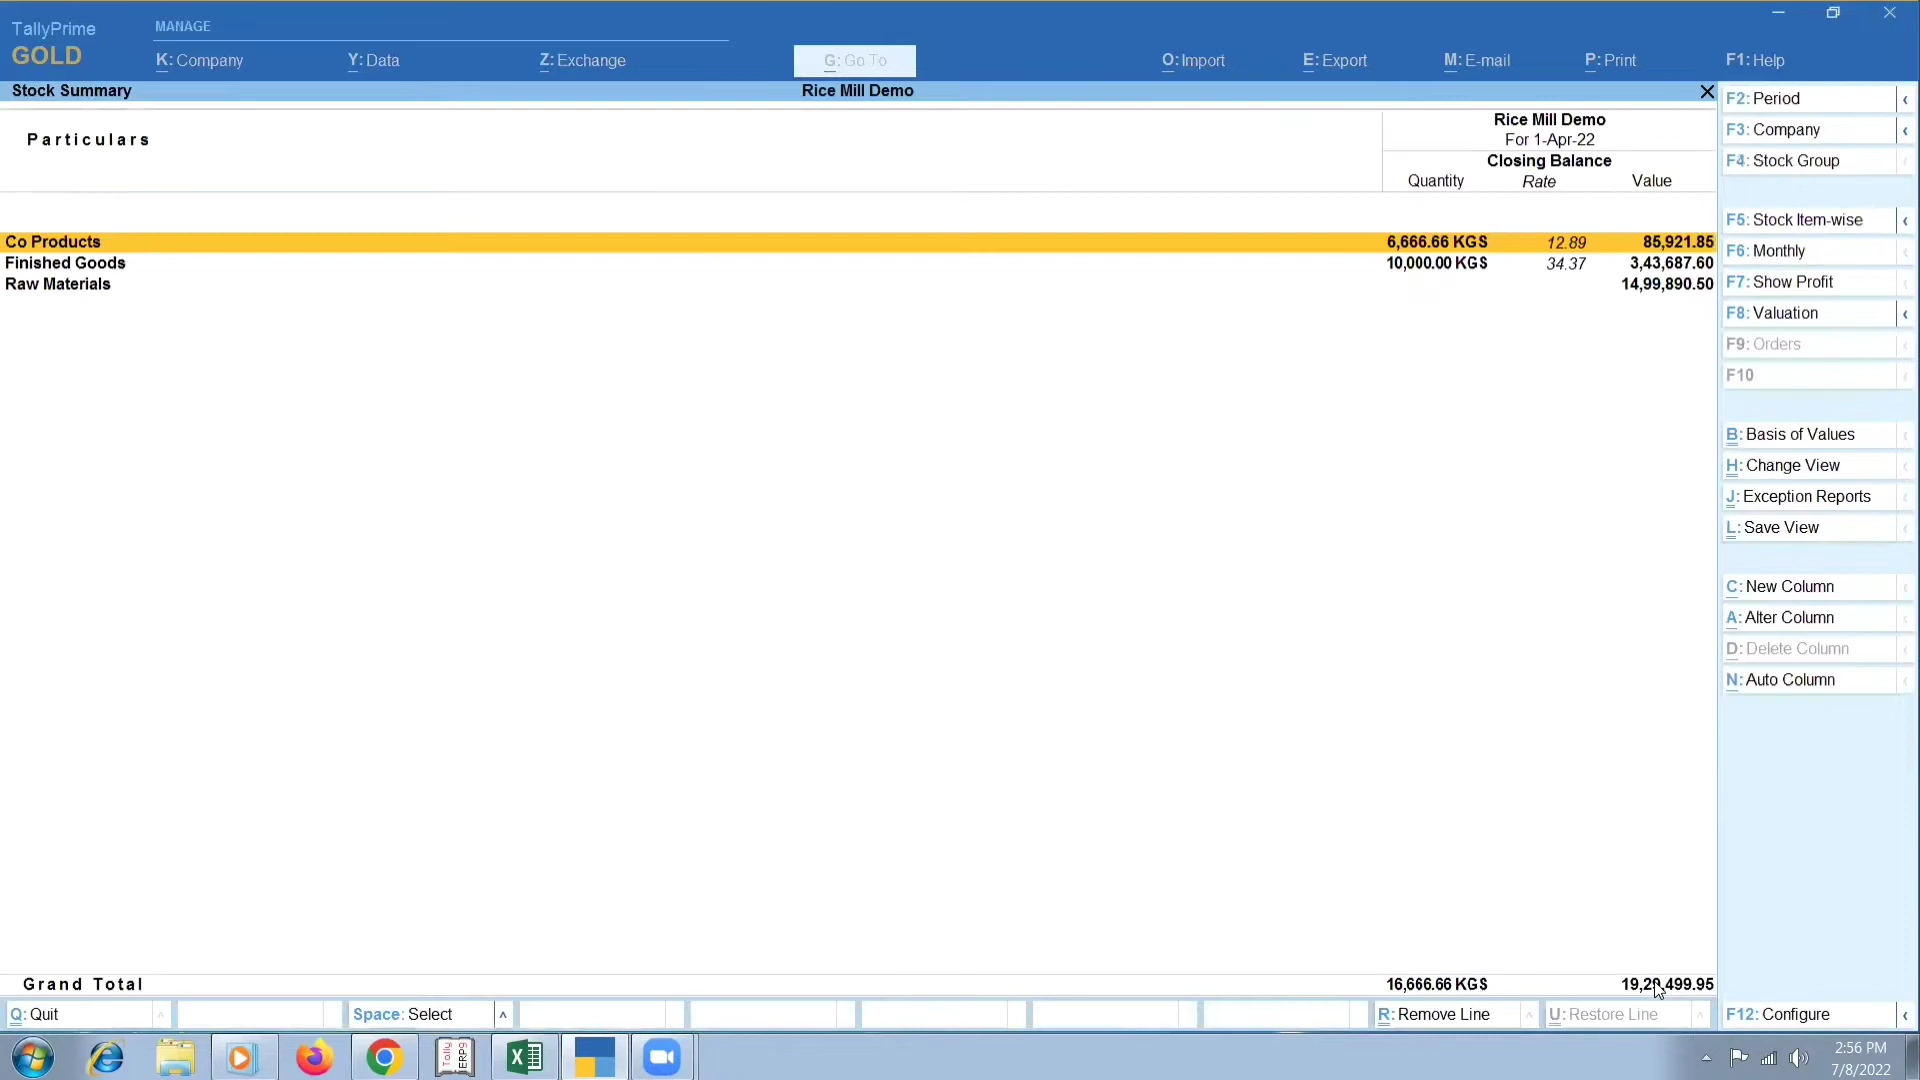 TallyPrime
GOLD
MANAGE
K: Company
Y: Data
Z: Exchange
G: Go To
O: Import
E: Export
M: E-mail
P: Print
F1: Help
Stock Summary
Rice Mill Demo
Particulars
Rice Mill Demo
For 1-Apr-22
Closing Balance
Quantity Rate Value
Co Products 6,666.66 KGS 12.89 85,921.85
Finished Goods 10,000.00 KGS 34.37 3,43,687.60
Raw Materials 14,99,890.50
Grand Total 16,666.66 KGS 19,29,499.95
F2: Period
F3: Company
F4: Stock Group
F5: Stock Item-wise
F6: Monthly
F7: Show Profit
F8: Valuation
F9: Orders
F10
B: Basis of Values
H: Change View
J: Exception Reports
L: Save View
C: New Column
A: Alter Column
D: Delete Column
N: Auto Column
Q: Quit
Space: Select
R: Remove Line
U: Restore Line
F12: Configure
Tally
ERP9
2:56 PM
7/8/2022